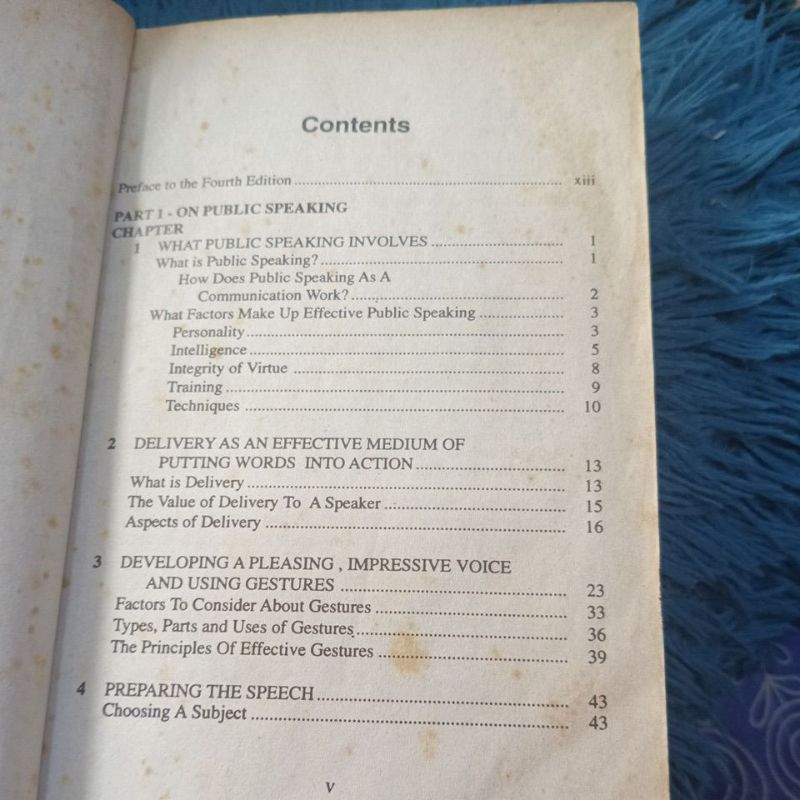 Contents
Preface to the Fourth Edition ........ xiii
PART 1 - ON PUBLIC SPEAKING
CHAPTER
1 WHAT PUBLIC SPEAKING INVOLVES ........ 1
What is Public Speaking? ........ 1
How Does Public Speaking As A
Communication Work? ........ 2
What Factors Make Up Effective Public Speaking ........ 3
Personality ........ 3
Intelligence ........ 5
Integrity of Virtue ........ 8
Training ........ 9
Techniques ........ 10
2 DELIVERY AS AN EFFECTIVE MEDIUM OF
PUTTING WORDS INTO ACTION ........ 13
What is Delivery ........ 13
The Value of Delivery To A Speaker ........ 15
Aspects of Delivery ........ 16
3 DEVELOPING A PLEASING , IMPRESSIVE VOICE
AND USING GESTURES ........ 23
Factors To Consider About Gestures ........ 33
Types, Parts and Uses of Gestures ........ 36
The Principles Of Effective Gestures ........ 39
4 PREPARING THE SPEECH ........ 43
Choosing A Subject ........ 43
v